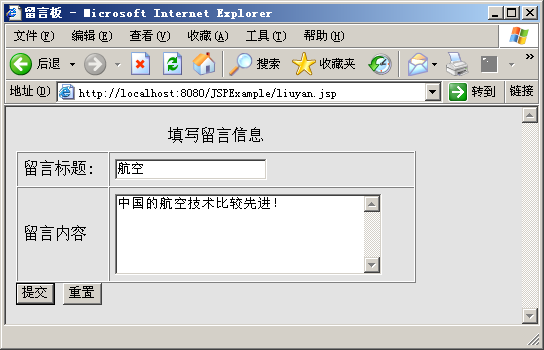 留言板 - Microsoft Internet Explorer
文件(F) 编辑(E) 查看(V) 收藏(A) 工具(T) 帮助(H)
后退 搜索 收藏夹 »
地址(D) http://localhost:8080/JSPExample/liuyan.jsp 转到 链接
填写留言信息
留言标题: 航空
中国的航空技术比较先进!
留言内容
提交 重置